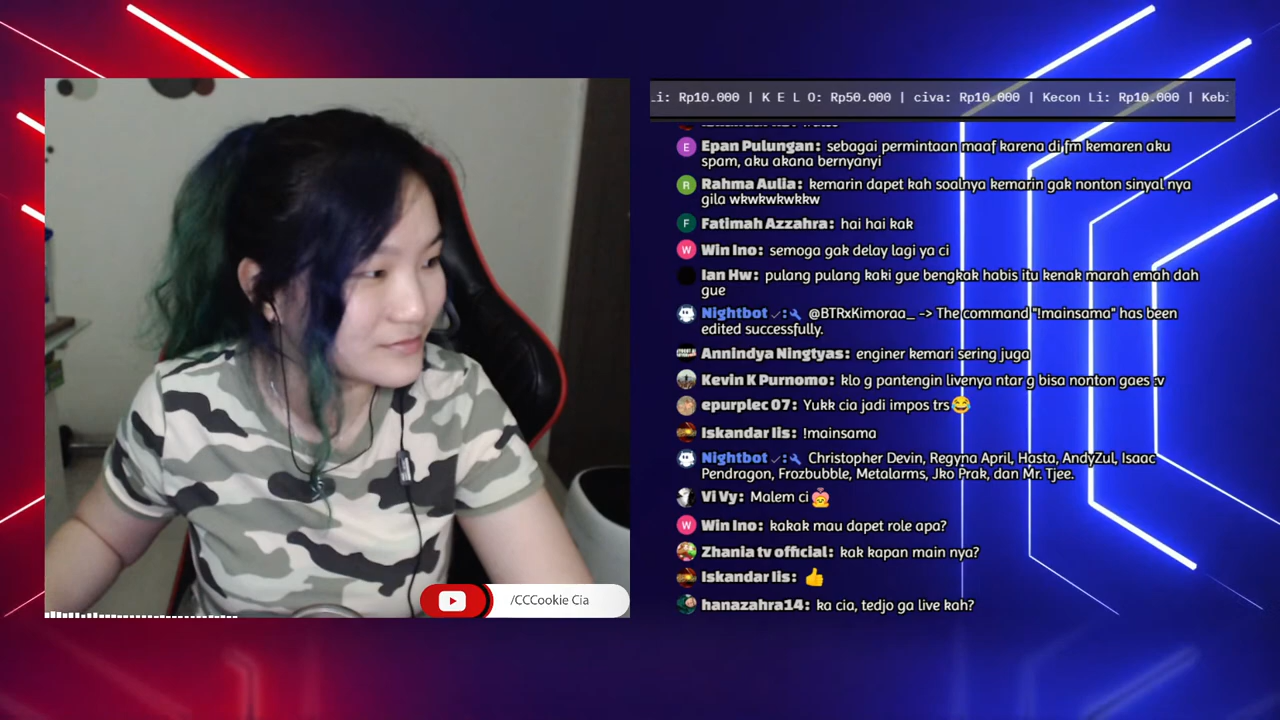 Li: Rp10.000 | K E L O: Rp50.000 | civa: Rp10.000 | Kecon Li: Rp10.000 | Keb
E Epan Pulungan: sebagai permintaan maaf karena di fm kemaren aku
spam, aku akana bernyanyi
R Rahma Aulia: kemarin dapet kah soalnya kemarin gak nonton sinyal nya
gila wkwkwkwkkw
F Fatimah Azzahra: hai hai kak
W Win Ino: semoga gak delay lagi ya ci
Ian Hw: pulang pulang kaki gue bengkak habis itu kenak marah emah dah
gue
Nightbot: @BTRxKimoraa_ -> The command "!mainsama" has been
edited successfully.
Annindya Ningtyas: enginer kemari sering juga
Kevin K Purnomo: klo g pantengin livenya ntar g bisa nonton gaes :v
epurplec 07: Yukk cia jadi impos trs😂
Iskandar Iis: !mainsama
Nightbot: Christopher Devin, Regyna April, Hasta, AndyZul, Isaac
Pendragon, Frozbubble, Metalarms, Jko Prak, dan Mr. Tjee.
Vi Vy: Malem ci
W Win Ino: kakak mau dapet role apa?
Zhania tv official: kak kapan main nya?
Iskandar Iis: 👍
hanazahra14: ka cia, tedjo ga live kah?
/CCCookie Cia